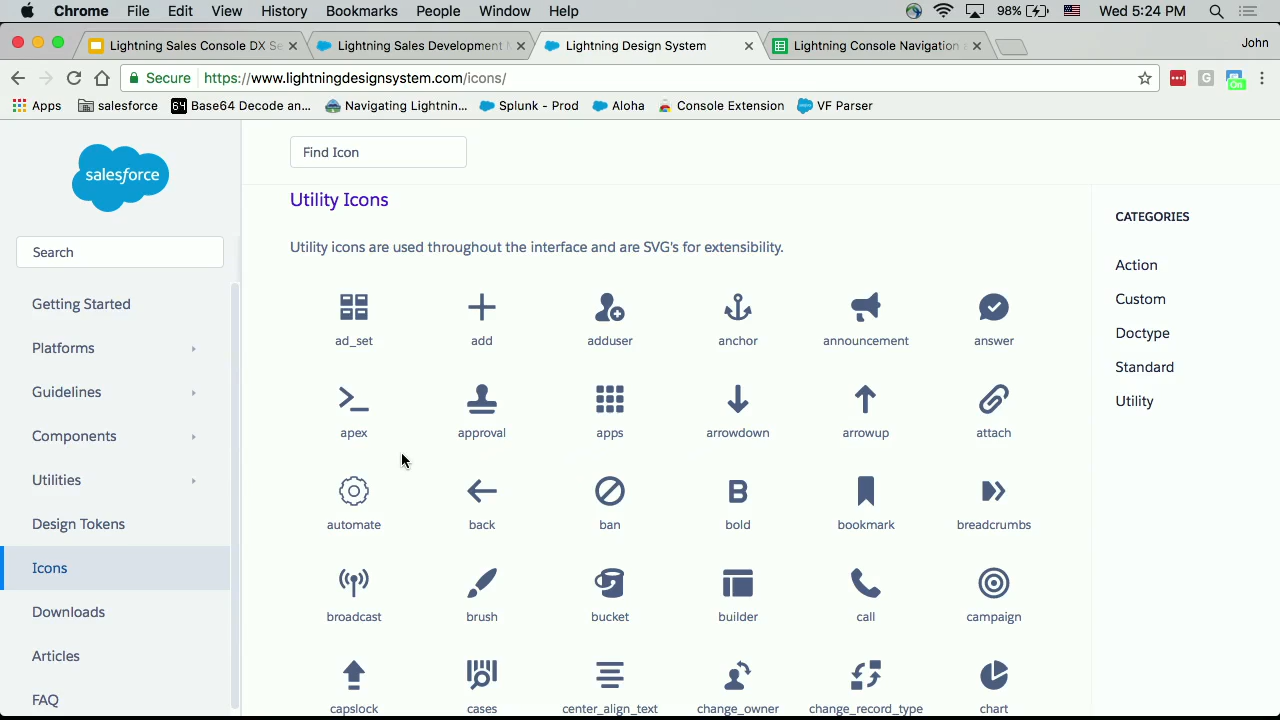 Chrome File Edit View History Bookmarks People Window Help 98% Wed 5:24 PM
Lightning Sales Console DX Se Lightning Sales Development Lightning Design System Lightning Console Navigation John
Secure https://www.lightningdesignsystem.com/icons/
Apps salesforce 64 Base64 Decode an... Navigating Lightnin... Splunk - Prod Aloha Console Extension VF Parser
salesforce
Search
Getting Started
Platforms
Guidelines
Components
Utilities
Design Tokens
Icons
Downloads
Articles
FAQ
Find Icon
Utility Icons
Utility icons are used throughout the interface and are SVG's for extensibility.
ad_set add adduser anchor announcement answer
apex approval apps arrowdown arrowup attach
automate back ban bold bookmark breadcrumbs
broadcast brush bucket builder call campaign
capslock cases center_align_text change_owner change_record_type chart
CATEGORIES
Action
Custom
Doctype
Standard
Utility